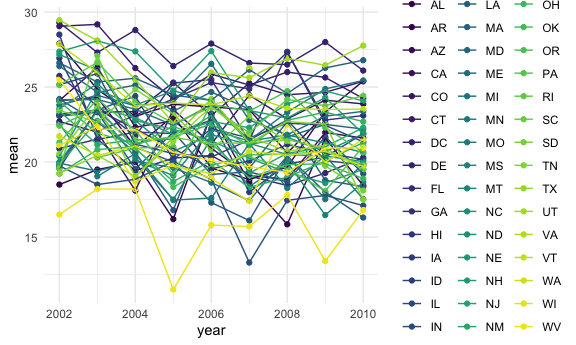 30
25
20
15
mean
2002
2004
2006
2008
2010
year
AL LA OH
AR MA OK
AZ MD OR
CA ME PA
CO MI RI
CT MN SC
DC MO SD
DE MS TN
FL MT TX
GA NC UT
HI ND VA
IA NE VT
ID NH WA
IL NJ WI
IN NM WV